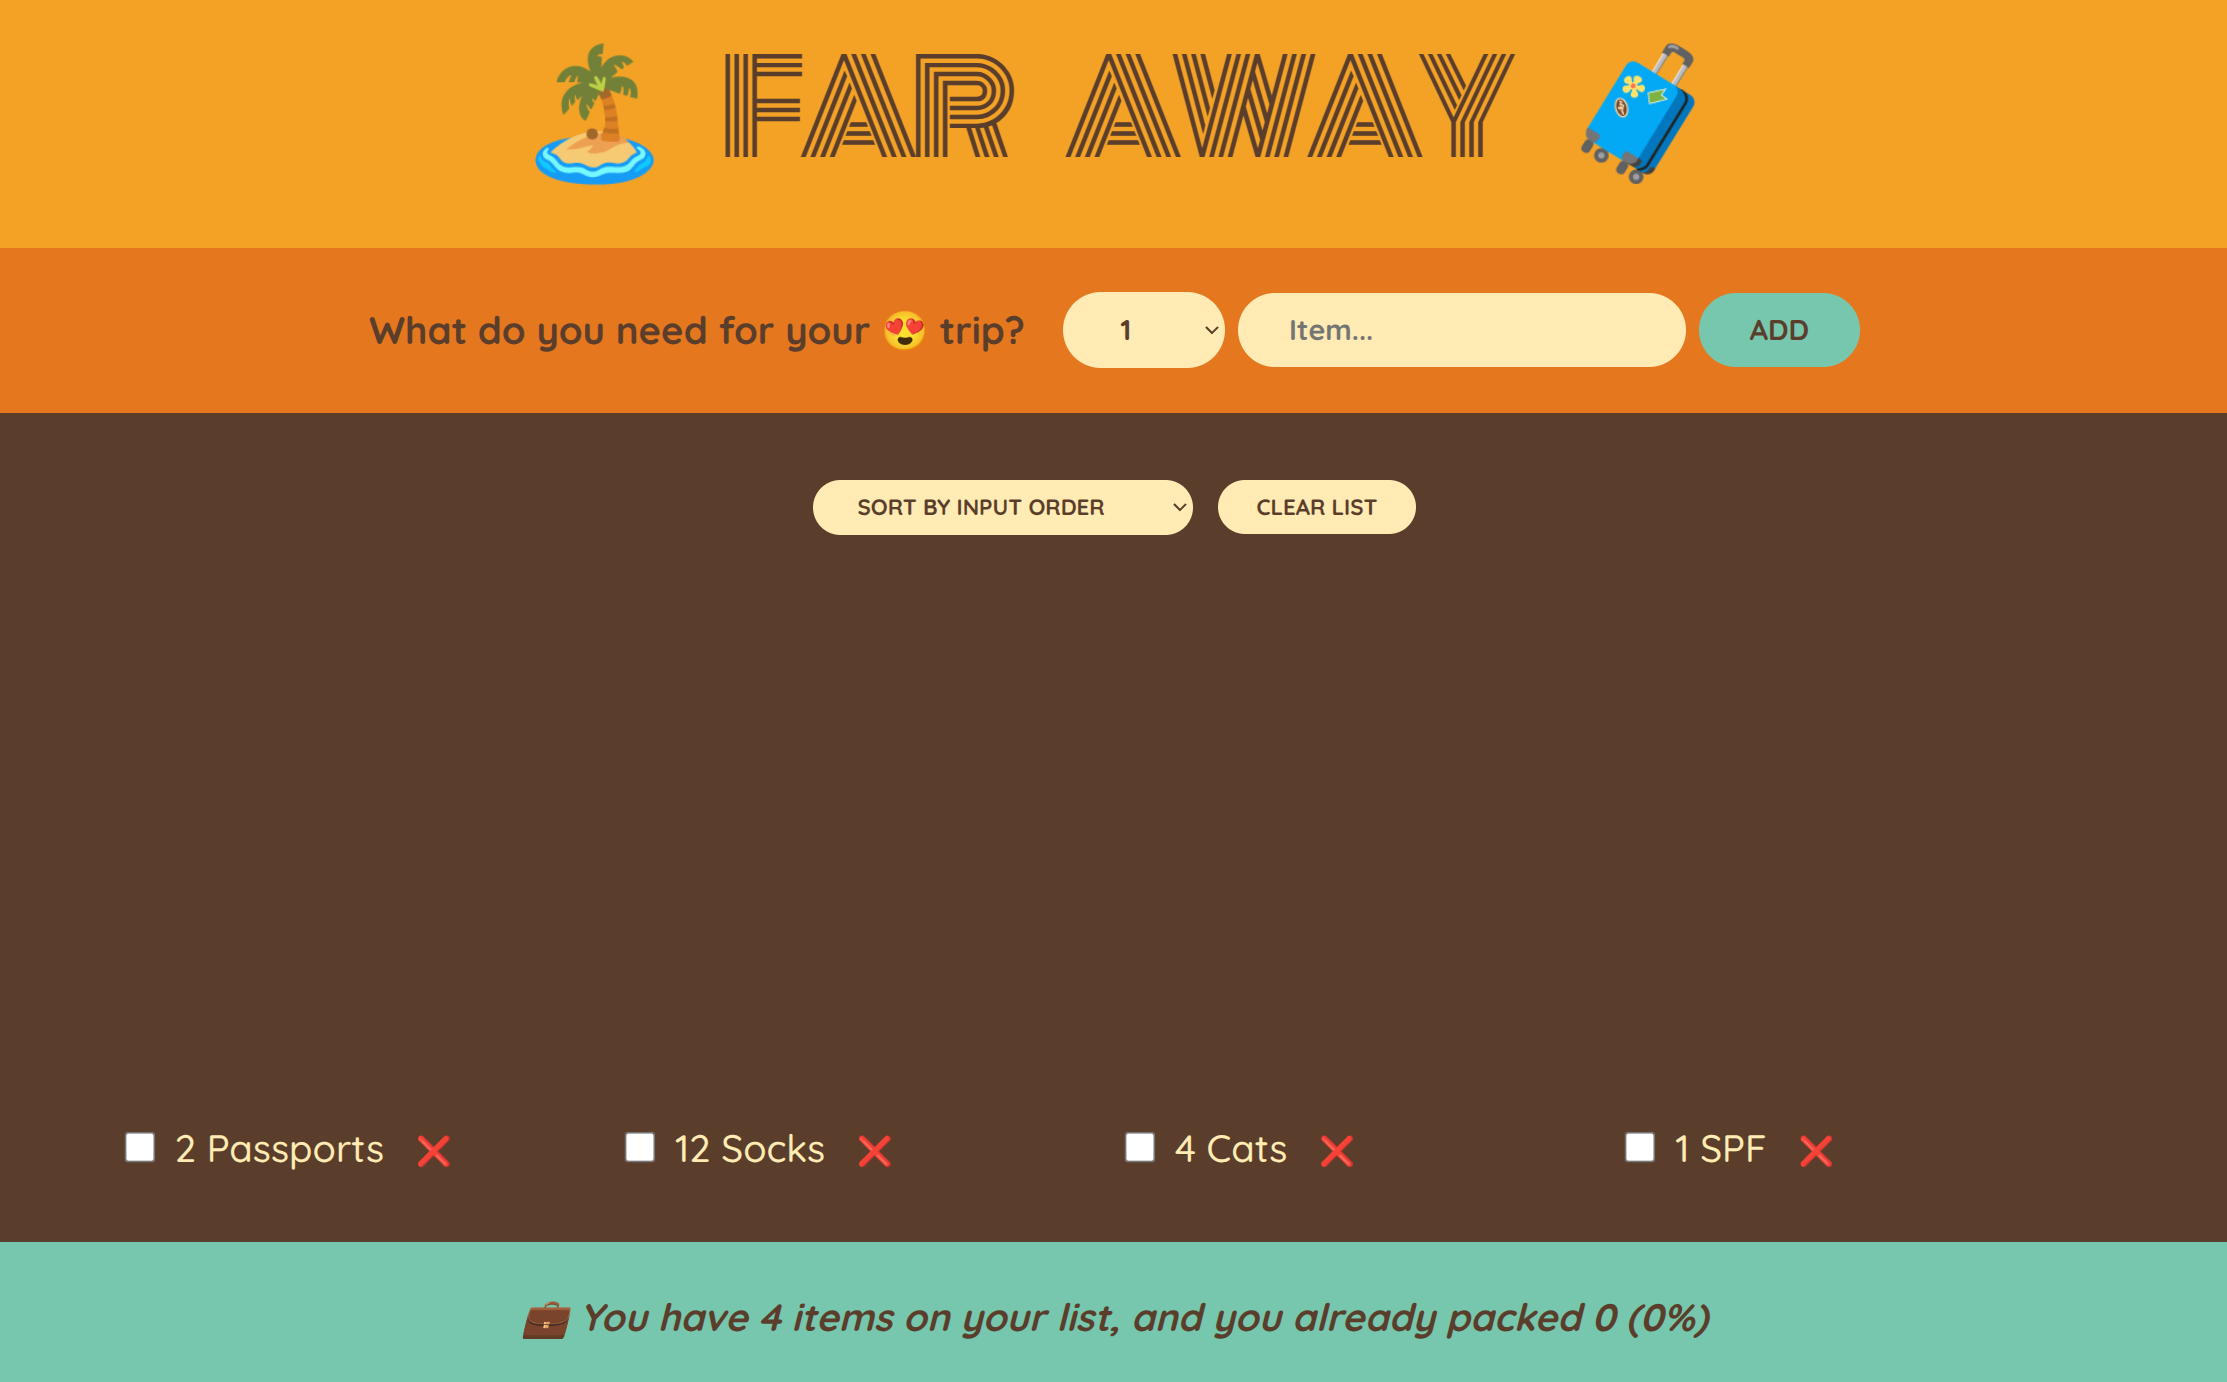 🏝️ FAR AWAY 🧳
What do you need for your 😍 trip? 1 Item... ADD
SORT BY INPUT ORDER CLEAR LIST
2 Passports ❌ 12 Socks ❌ 4 Cats ❌ 1 SPF ❌
💼 You have 4 items on your list, and you already packed 0 (0%)